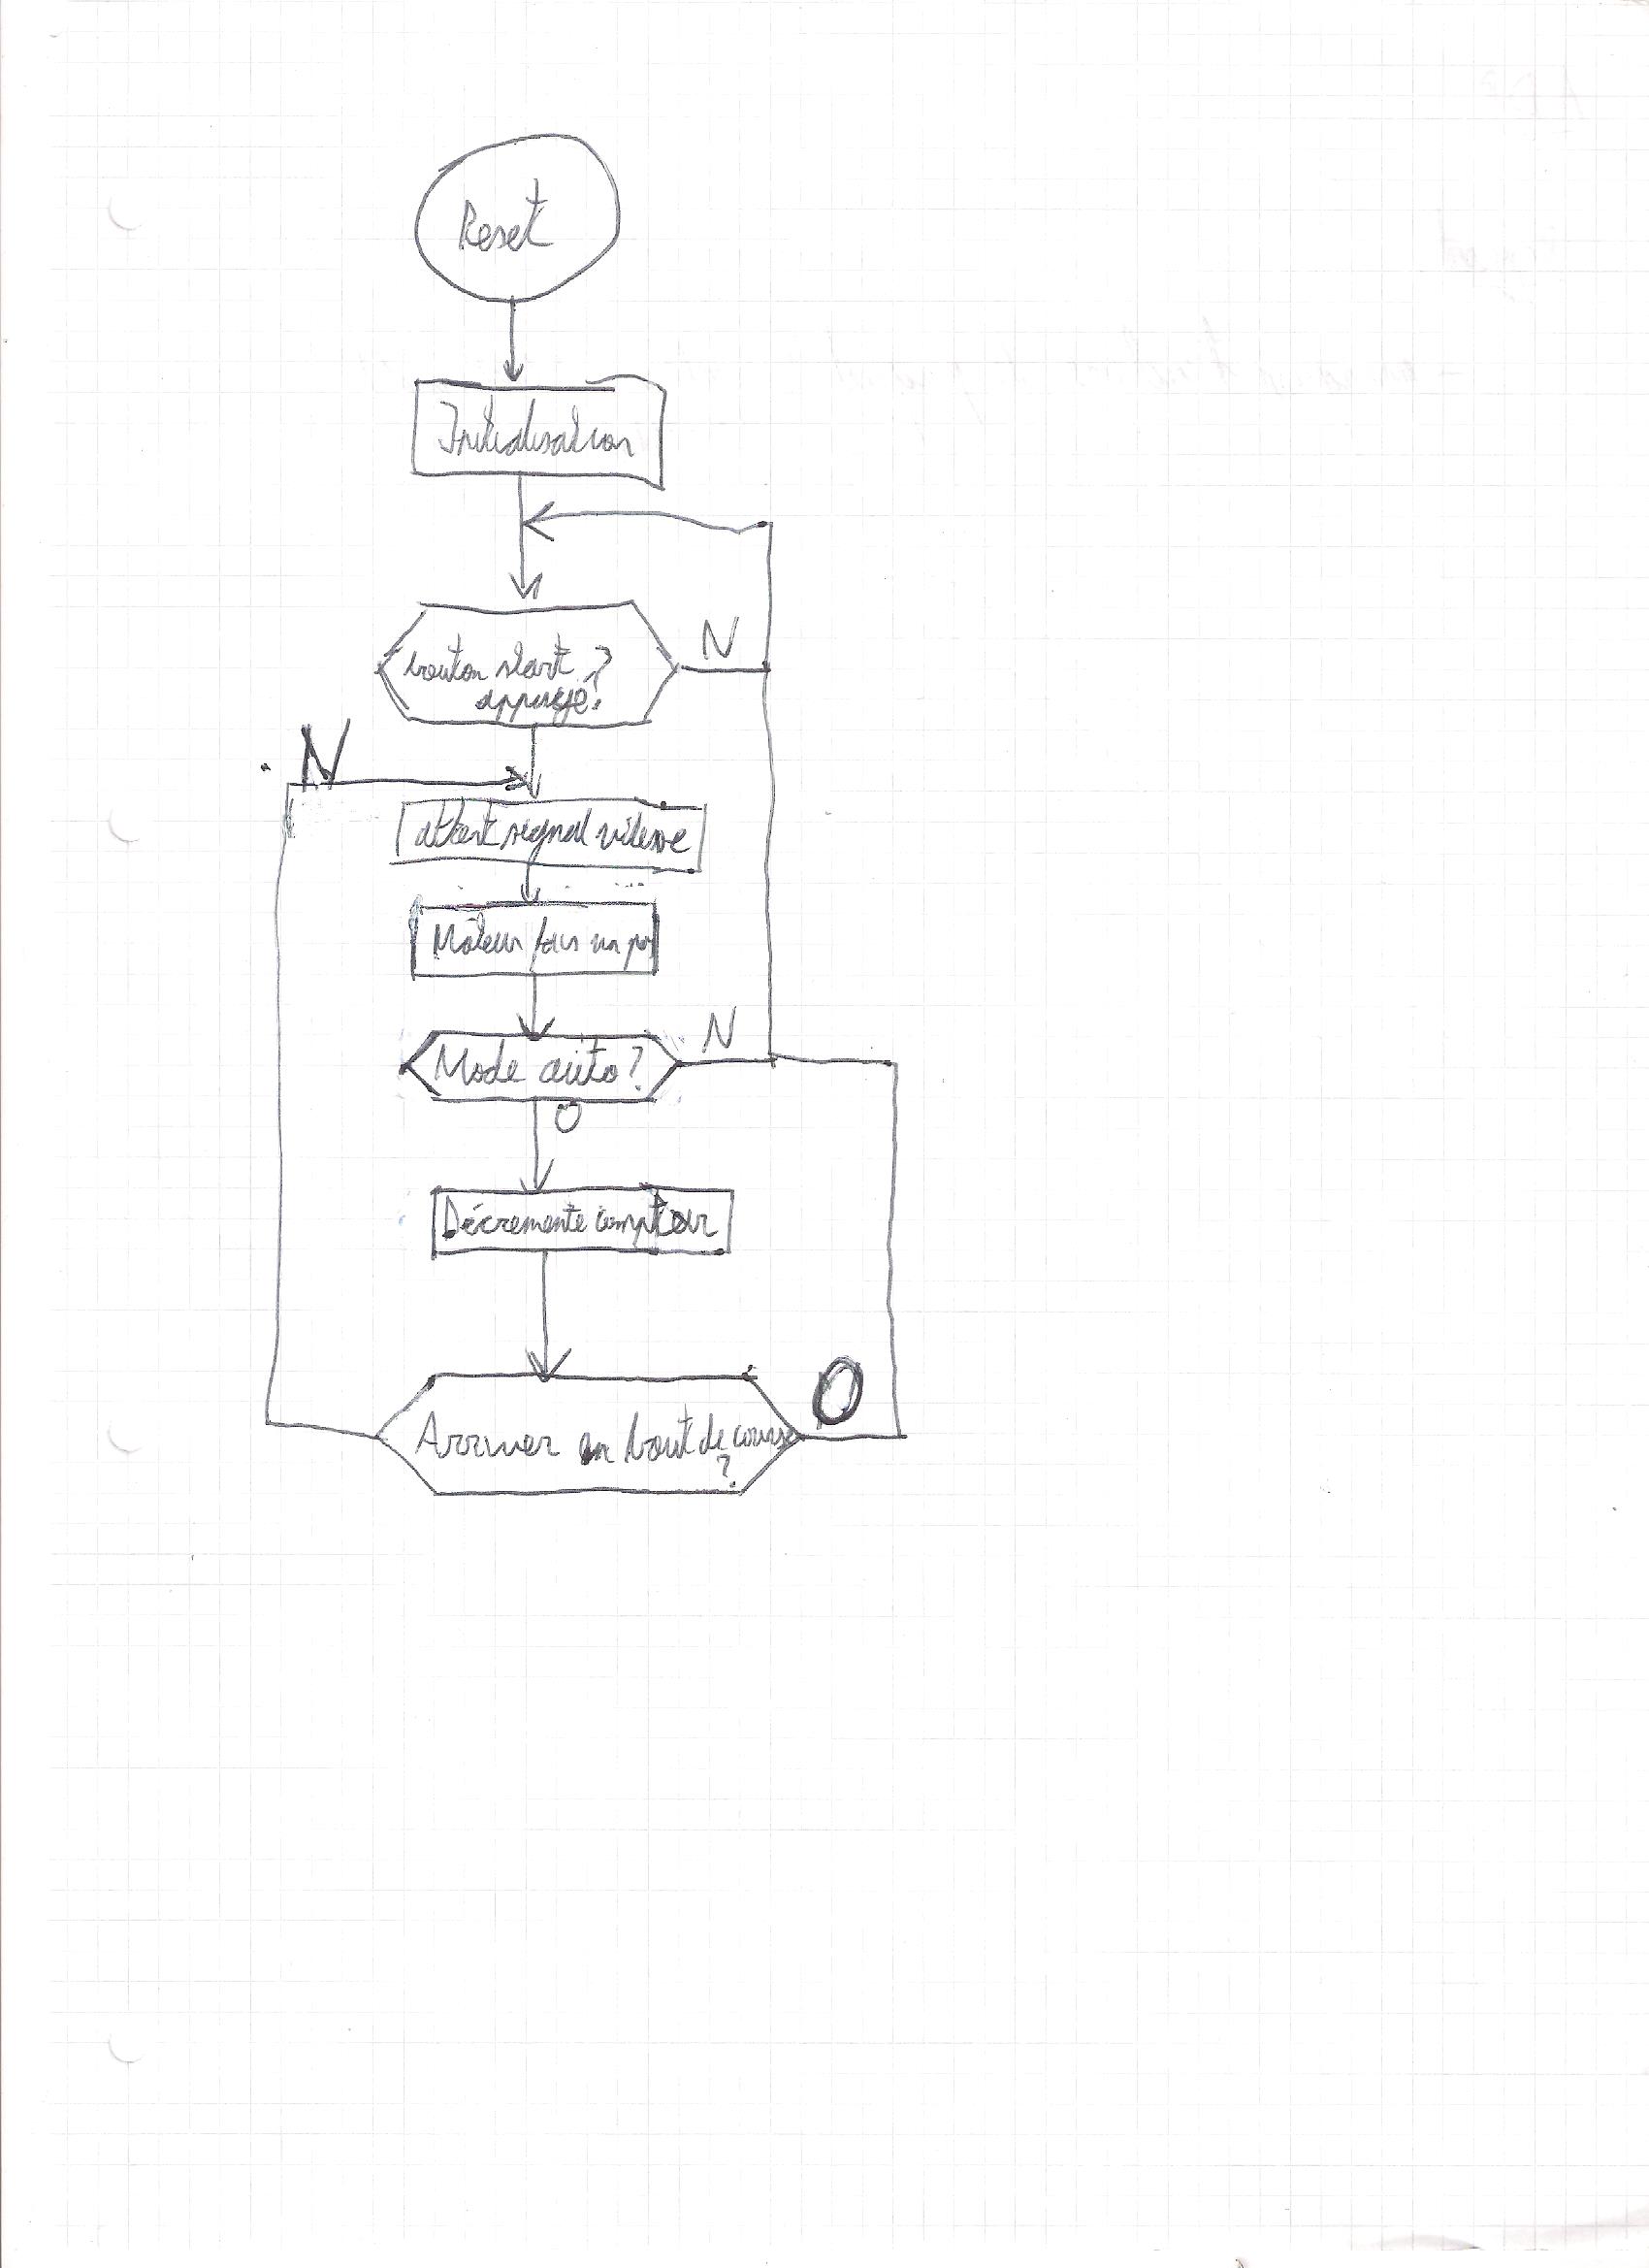 Reset
Initialisation
bouton start ?
appuyé?
N
N
attent signal vitesse
Moteur fais un pas
Mode auto?
N
O
Décremente compteur
Arriver en bout de course
?
O